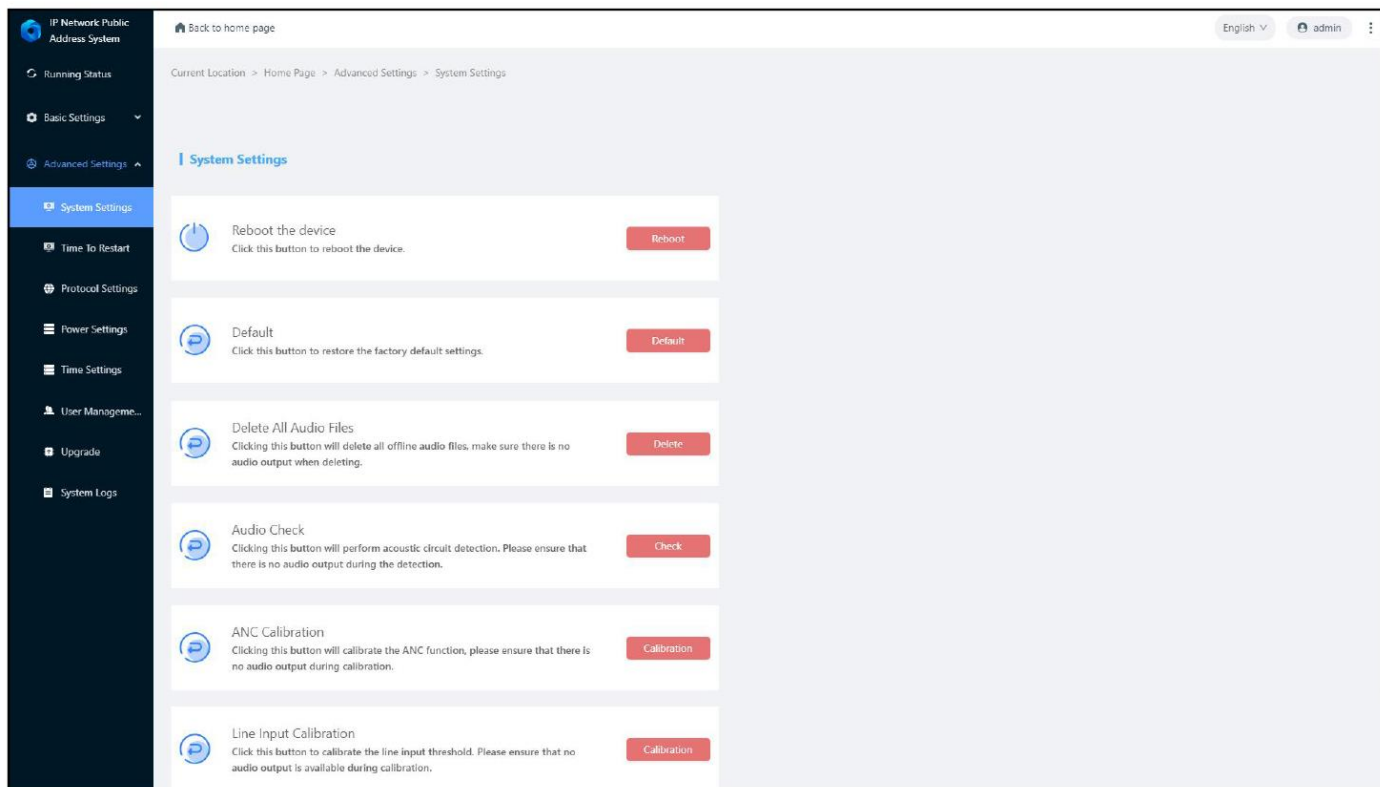 IP Network Public
Address System
Back to home page
English
admin
Running Status
Current Location > Home Page > Advanced Settings > System Settings
Basic Settings
Advanced Settings
System Settings
System Settings
Time To Restart
Protocol Settings
Power Settings
Time Settings
User Manageme...
Upgrade
System Logs
Reboot the device
Click this button to reboot the device.
Reboot
Default
Click this button to restore the factory default settings.
Default
Delete All Audio Files
Clicking this button will delete all offline audio files, make sure there is no
audio output when deleting.
Delete
Audio Check
Clicking this button will perform acoustic circuit detection. Please ensure that
there is no audio output during the detection.
Check
ANC Calibration
Clicking this button will calibrate the ANC function, please ensure that there is
no audio output during calibration.
Calibration
Line Input Calibration
Click this button to calibrate the line input threshold. Please ensure that no
audio output is available during calibration.
Calibration